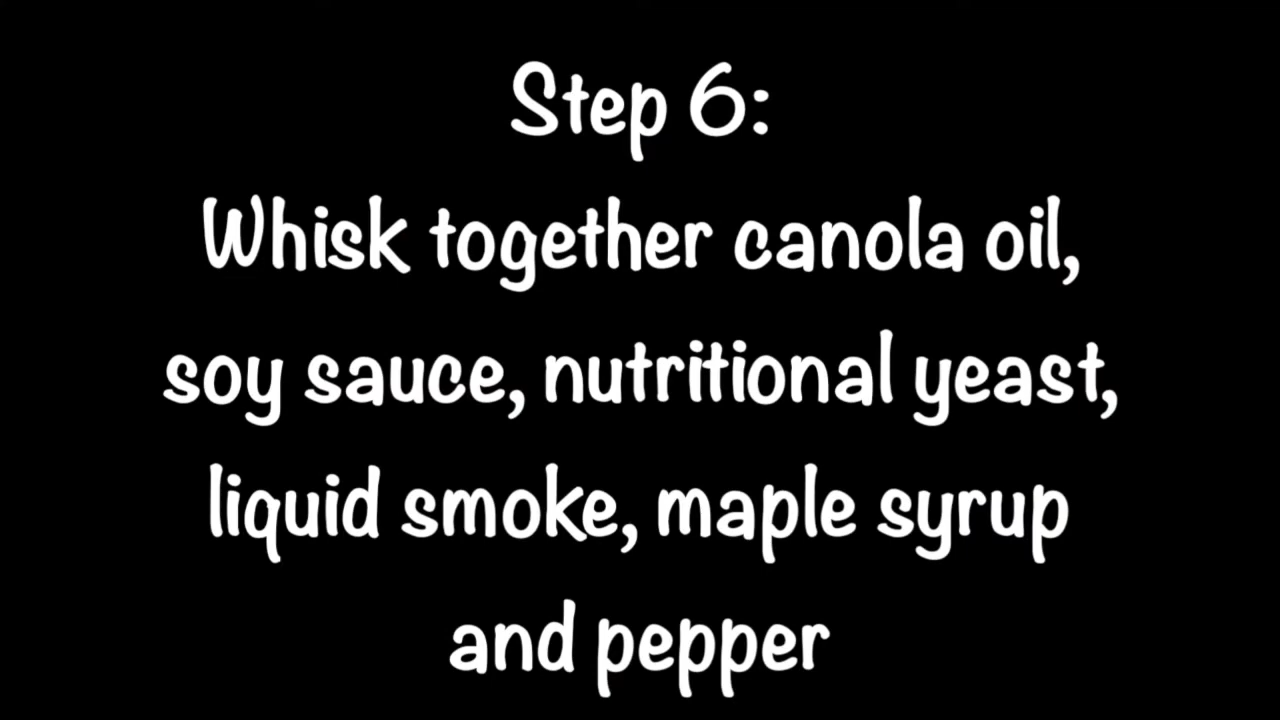 Step 6:
Whisk together canola oil,
soy sauce, nutritional yeast,
liquid smoke, maple syrup
and pepper